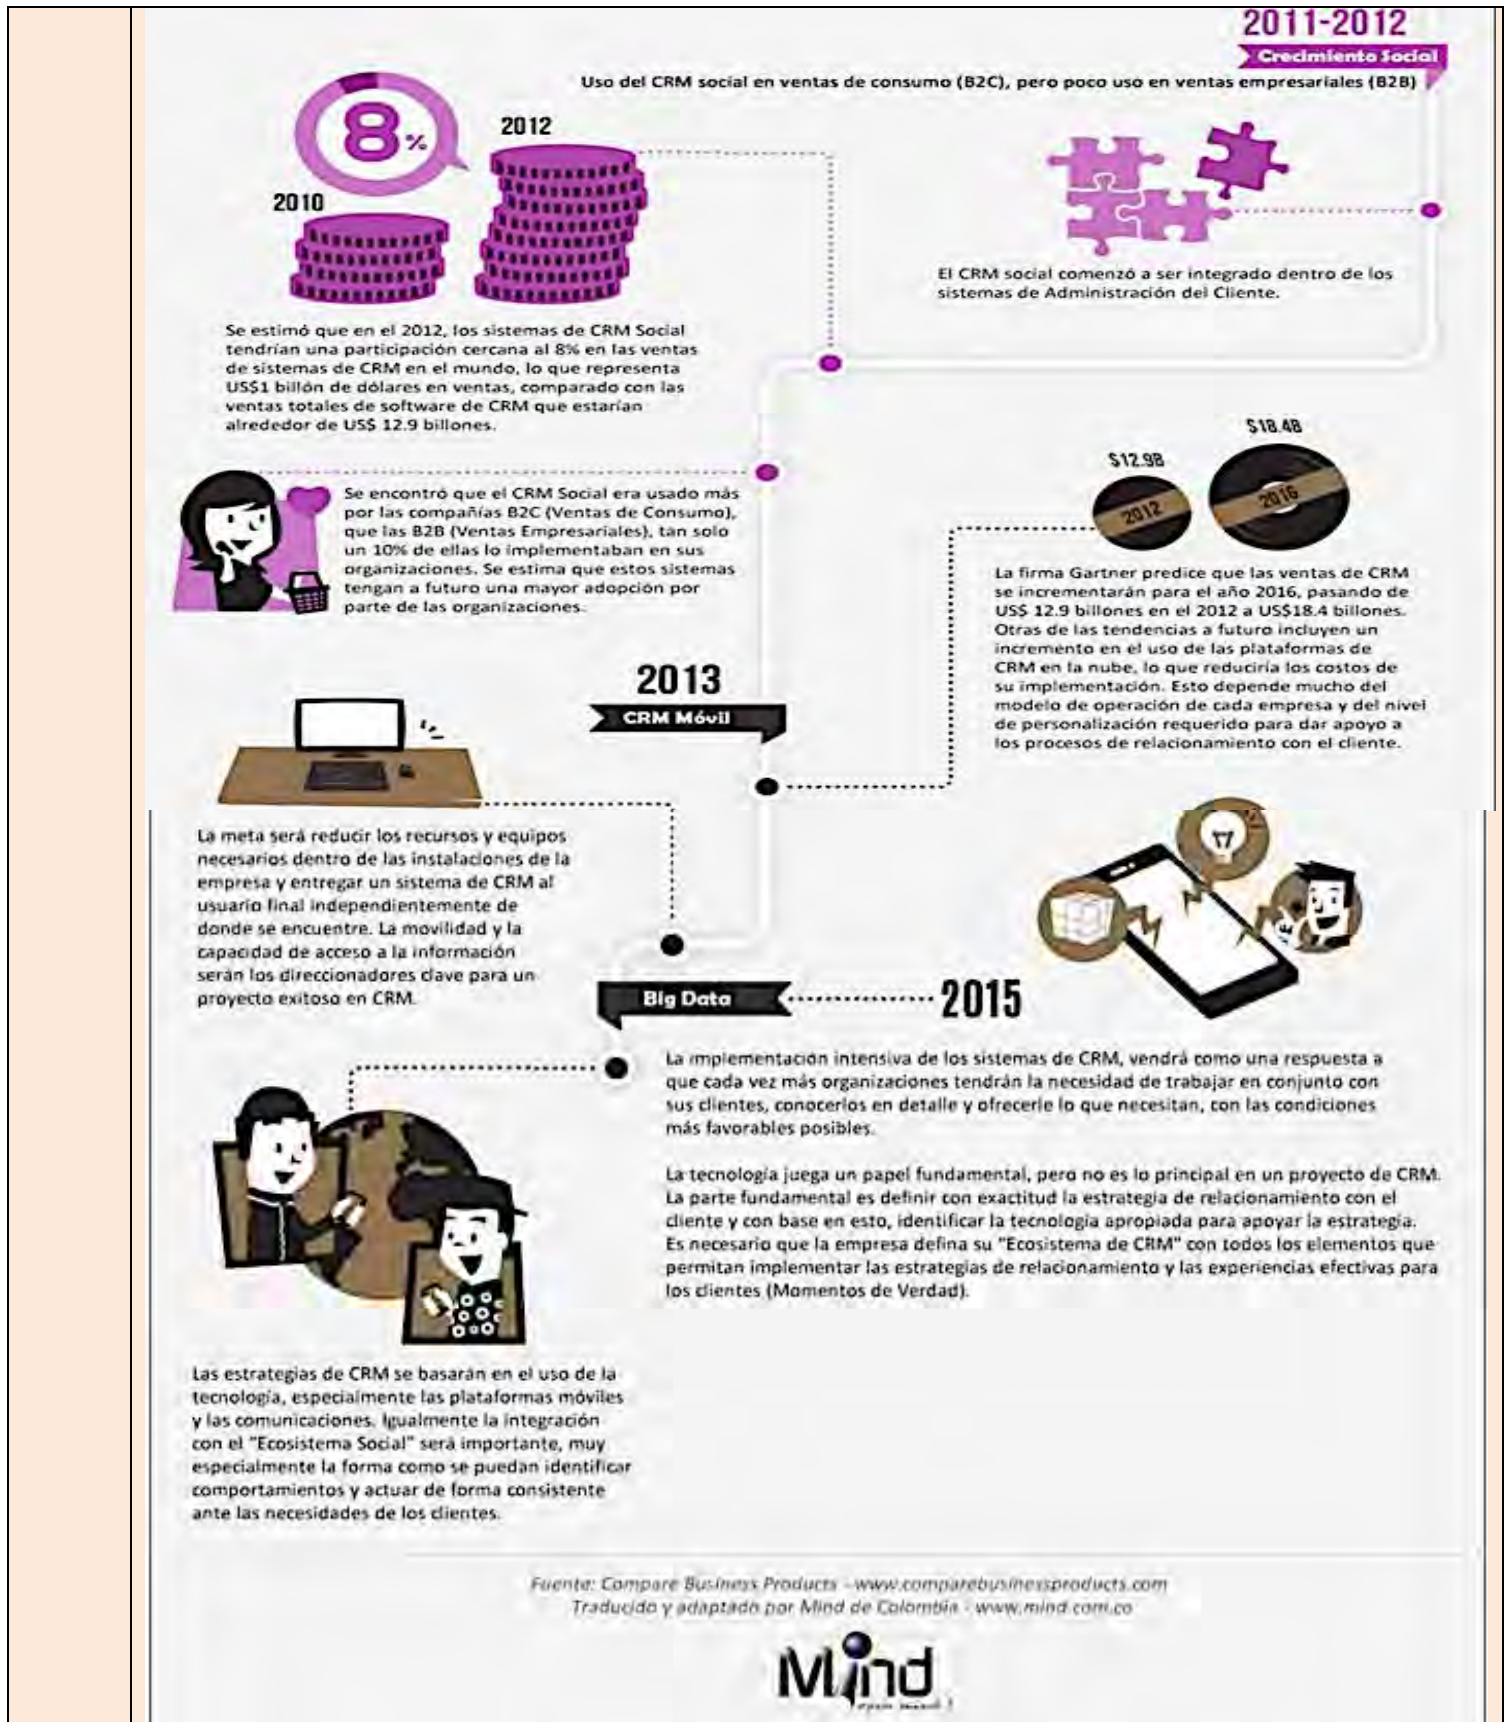 2011-2012
Crecimiento Social
Uso del CRM social en ventas de consumo (B2C), pero poco uso en ventas empresariales (B2B)
8%
2012
2010
El CRM social comenzó a ser integrado dentro de los
sistemas de Administración del Cliente.
Se estimó que en el 2012, los sistemas de CRM Social
tendrían una participación cercana al 8% en las ventas
de sistemas de CRM en el mundo, lo que representa
US$1 billón de dólares en ventas, comparado con las
ventas totales de software de CRM que estarían
alrededor de US$ 12.9 billones.
$18.4B
$12.9B
2012
2016
Se encontró que el CRM Social era usado más
por las compañías B2C (Ventas de Consumo),
que las B2B (Ventas Empresariales), tan solo
un 10% de ellas lo implementaban en sus
organizaciones. Se estima que estos sistemas
tengan a futuro una mayor adopción por
parte de las organizaciones.
La firma Gartner predice que las ventas de CRM
se incrementarán para el año 2016, pasando de
US$ 12.9 billones en el 2012 a US$18.4 billones.
Otras de las tendencias a futuro incluyen un
incremento en el uso de las plataformas de
CRM en la nube, lo que reduciría los costos de
su implementación. Esto depende mucho del
modelo de operación de cada empresa y del nivel
de personalización requerido para dar apoyo a
los procesos de relacionamiento con el cliente.
2013
CRM Móvil
La meta será reducir los recursos y equipos
necesarios dentro de las instalaciones de la
empresa y entregar un sistema de CRM al
usuario final independientemente de
donde se encuentre. La movilidad y la
capacidad de acceso a la información
serán los direccionadores clave para un
proyecto exitoso en CRM.
Big Data
2015
La implementación intensiva de los sistemas de CRM, vendrá como una respuesta a
que cada vez más organizaciones tendrán la necesidad de trabajar en conjunto con
sus clientes, conocerlos en detalle y ofrecerle lo que necesitan, con las condiciones
más favorables posibles.
La tecnología juega un papel fundamental, pero no es lo principal en un proyecto de CRM.
La parte fundamental es definir con exactitud la estrategia de relacionamiento con el
cliente y con base en esto, identificar la tecnología apropiada para apoyar la estrategia.
Es necesario que la empresa defina su "Ecosistema de CRM" con todos los elementos que
permitan implementar las estrategias de relacionamiento y las experiencias efectivas para
los clientes (Momentos de Verdad).
Las estrategias de CRM se basarán en el uso de la
tecnología, especialmente las plataformas móviles
y las comunicaciones. Igualmente la integración
con el "Ecosistema Social" será importante, muy
especialmente la forma como se puedan identificar
comportamientos y actuar de forma consistente
ante las necesidades de los clientes.
Fuente: Compare Business Products - www.comparebusinessproducts.com
Traducido y adaptado por Mind de Colombia - www.mind.com.co
Mind